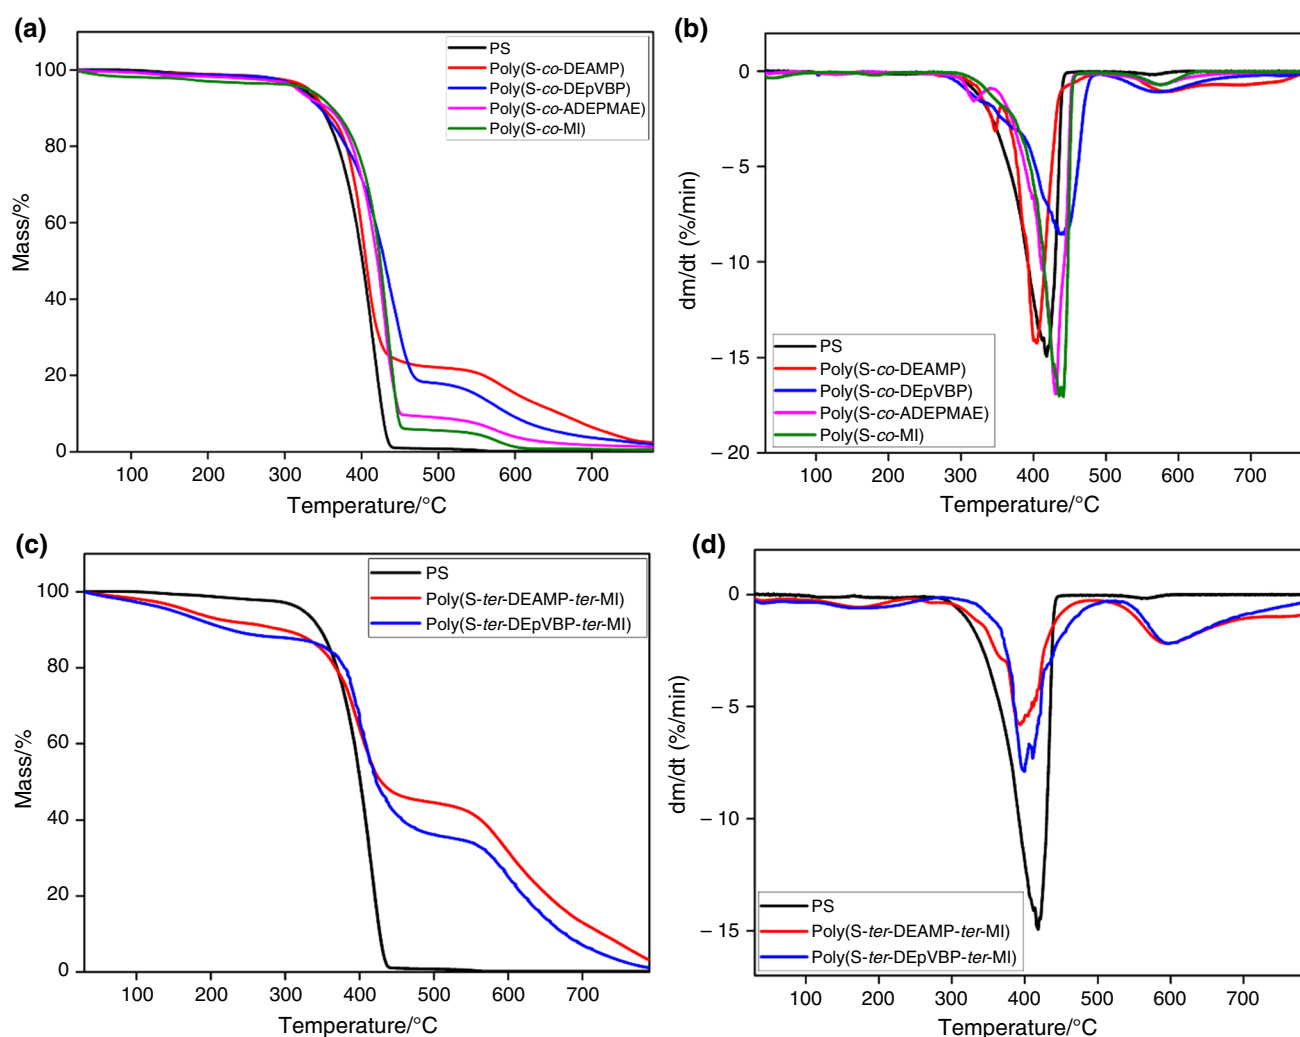 (a)
PS
Poly(S-co-DEAMP)
Poly(S-co-DEpVBP)
Poly(S-co-ADEPMAE)
Poly(S-co-MI)
100
80
60
40
20
0
Mass/%
100 200 300 400 500 600 700
Temperature/°C
(b)
0
– 5
– 10
– 15
– 20
dm/dt (%/min)
PS
Poly(S-co-DEAMP)
Poly(S-co-DEpVBP)
Poly(S-co-ADEPMAE)
Poly(S-co-MI)
100 200 300 400 500 600 700
Temperature/°C
(c)
PS
Poly(S-ter-DEAMP-ter-MI)
Poly(S-ter-DEpVBP-ter-MI)
100
80
60
40
20
0
Mass/%
100 200 300 400 500 600 700
Temperature/°C
(d)
0
– 5
– 10
– 15
dm/dt (%/min)
PS
Poly(S-ter-DEAMP-ter-MI)
Poly(S-ter-DEpVBP-ter-MI)
100 200 300 400 500 600 700
Temperature/°C